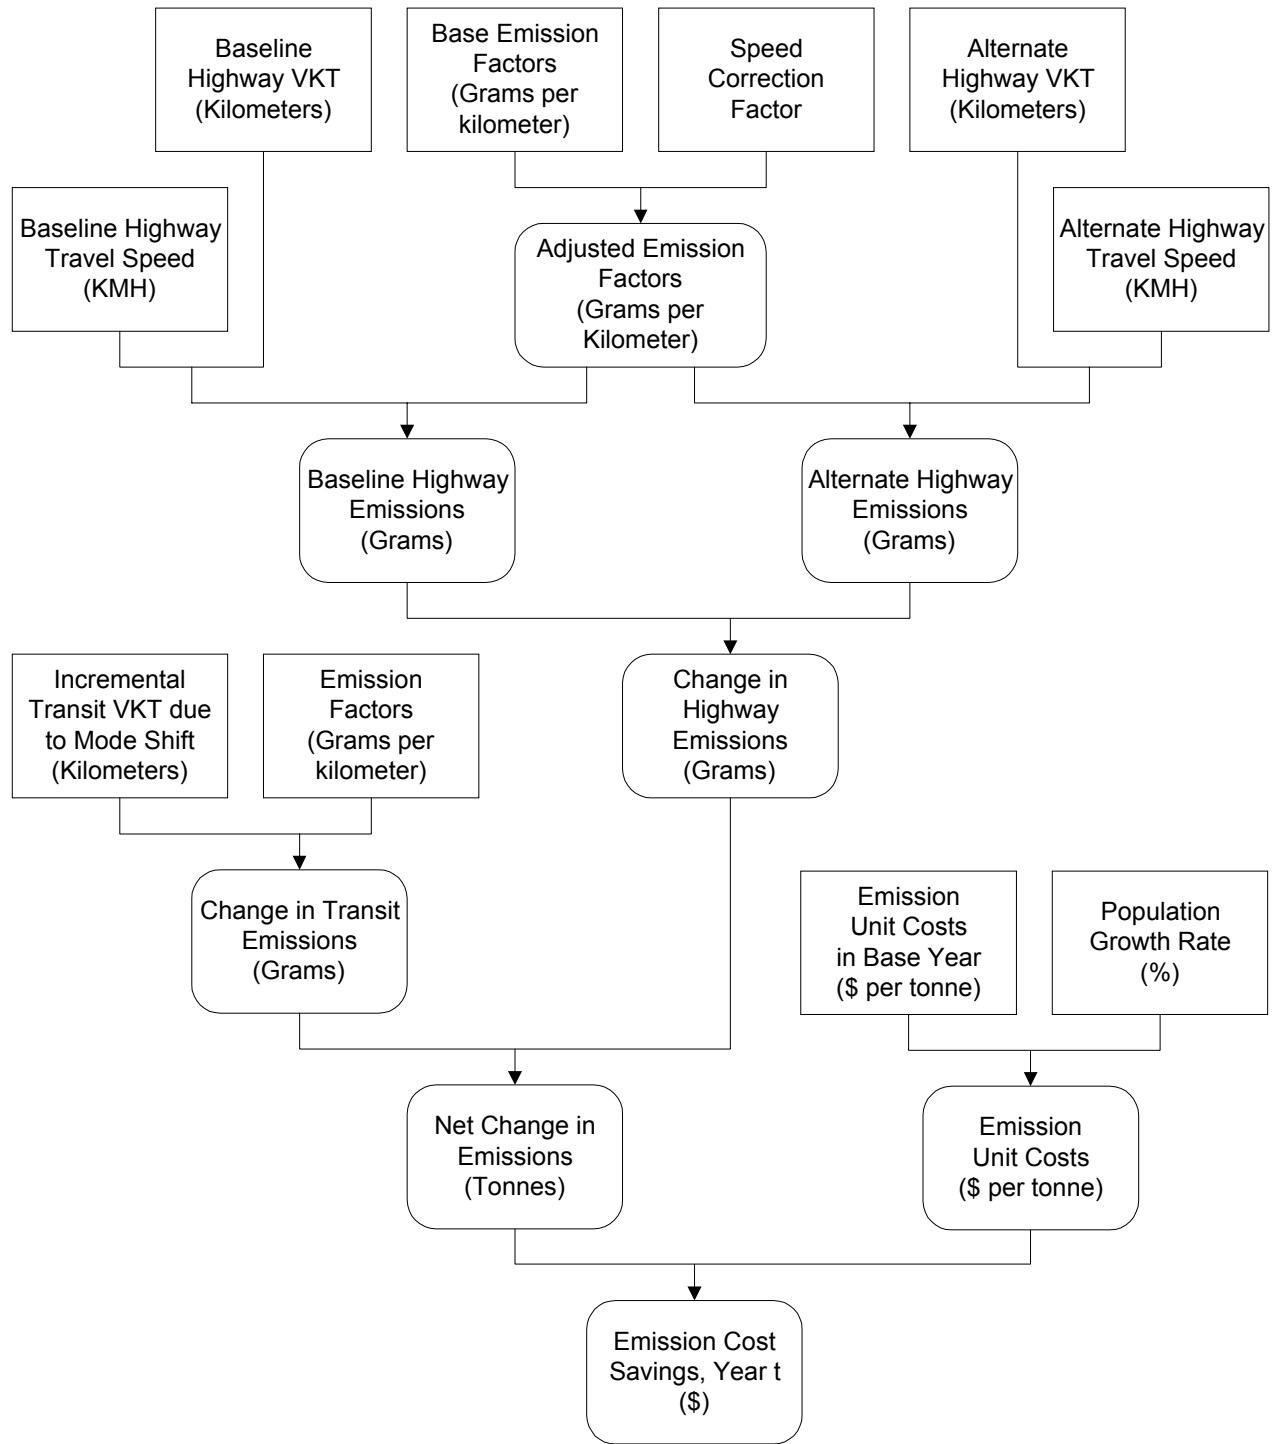 Baseline
Highway VKT
(Kilometers)
Base Emission
Factors
(Grams per
kilometer)
Speed
Correction
Factor
Alternate
Highway VKT
(Kilometers)
Baseline Highway
Travel Speed
(KMH)
Adjusted Emission
Factors
(Grams per
Kilometer)
Alternate Highway
Travel Speed
(KMH)
Baseline Highway
Emissions
(Grams)
Alternate Highway
Emissions
(Grams)
Incremental
Transit VKT due
to Mode Shift
(Kilometers)
Emission
Factors
(Grams per
kilometer)
Change in
Highway
Emissions
(Grams)
Change in Transit
Emissions
(Grams)
Emission
Unit Costs
in Base Year
($ per tonne)
Population
Growth Rate
(%)
Net Change in
Emissions
(Tonnes)
Emission
Unit Costs
($ per tonne)
Emission Cost
Savings, Year t
($)